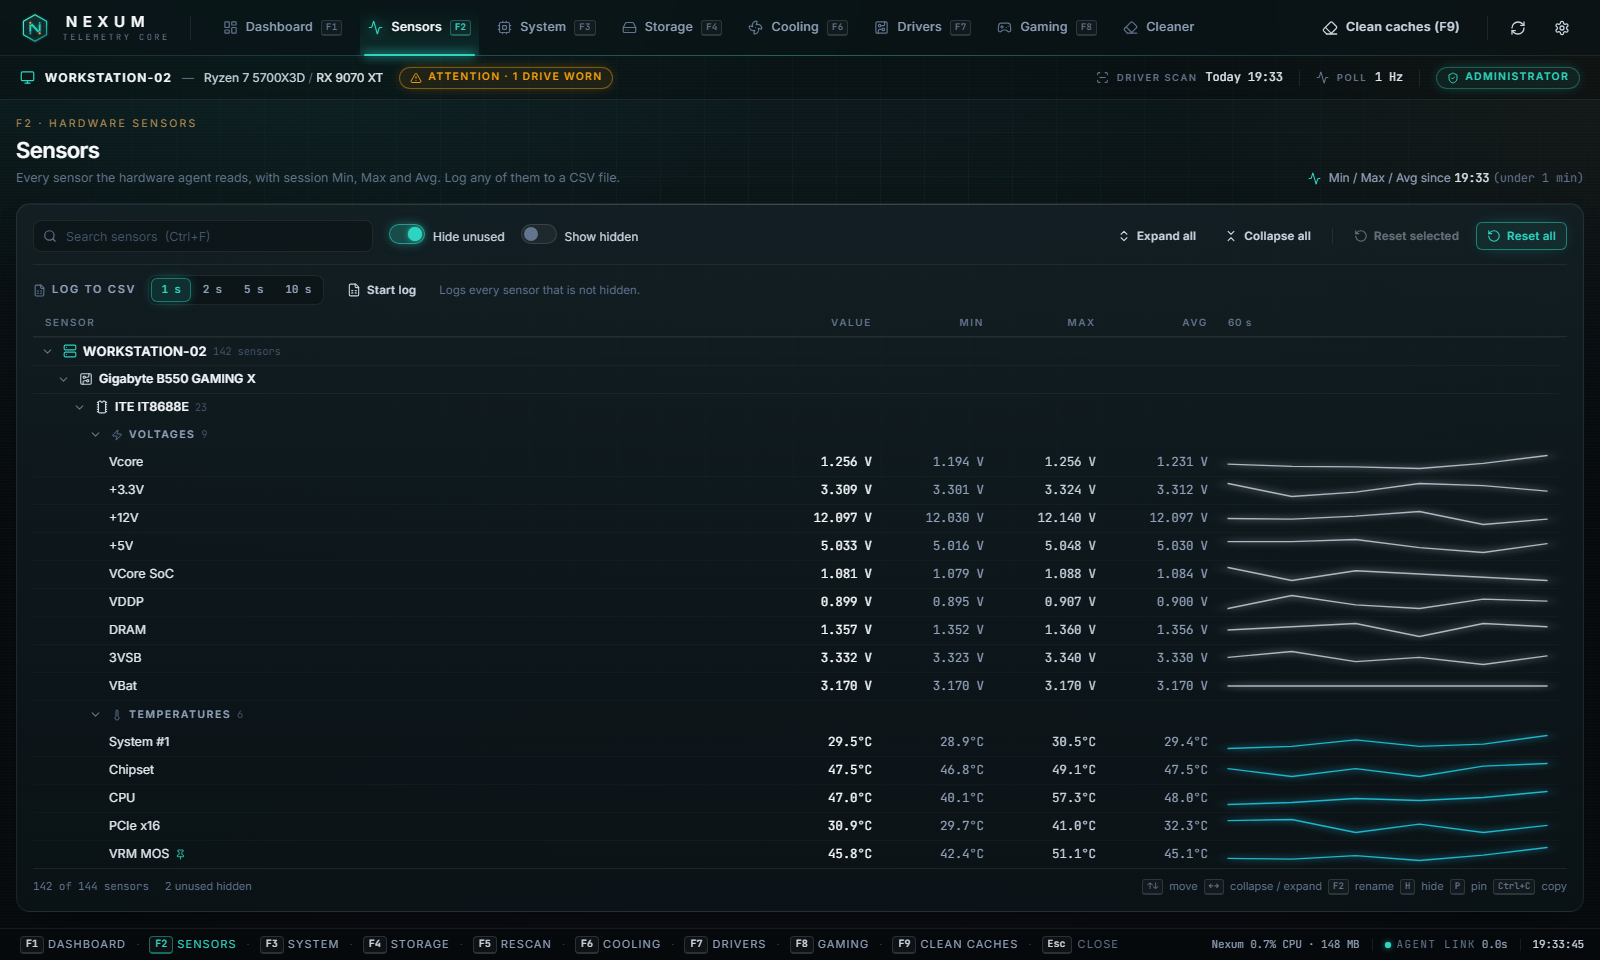 NEXUM
TELEMETRY CORE
Dashboard F1
Sensors F2
System F3
Storage F4
Cooling F6
Drivers F7
Gaming F8
Cleaner
Clean caches (F9)
WORKSTATION-02 — Ryzen 7 5700X3D / RX 9070 XT
ATTENTION · 1 DRIVE WORN
DRIVER SCAN Today 19:33
POLL 1 Hz
ADMINISTRATOR
F2 · HARDWARE SENSORS
Sensors
Every sensor the hardware agent reads, with session Min, Max and Avg. Log any of them to a CSV file.
Min / Max / Avg since 19:33 (under 1 min)
Search sensors (Ctrl+F)
Hide unused
Show hidden
Expand all
Collapse all
Reset selected
Reset all
LOG TO CSV
1 s 2 s 5 s 10 s
Start log
Logs every sensor that is not hidden.
SENSOR VALUE MIN MAX AVG 60 s
WORKSTATION-02 142 sensors
Gigabyte B550 GAMING X
ITE IT8688E 23
VOLTAGES 9
Vcore 1.256 V 1.194 V 1.256 V 1.231 V
+3.3V 3.309 V 3.301 V 3.324 V 3.312 V
+12V 12.097 V 12.030 V 12.140 V 12.097 V
+5V 5.033 V 5.016 V 5.048 V 5.030 V
VCore SoC 1.081 V 1.079 V 1.088 V 1.084 V
VDDP 0.899 V 0.895 V 0.907 V 0.900 V
DRAM 1.357 V 1.352 V 1.360 V 1.356 V
3VSB 3.332 V 3.323 V 3.340 V 3.330 V
VBat 3.170 V 3.170 V 3.170 V 3.170 V
TEMPERATURES 6
System #1 29.5°C 28.9°C 30.5°C 29.4°C
Chipset 47.5°C 46.8°C 49.1°C 47.5°C
CPU 47.0°C 40.1°C 57.3°C 48.0°C
PCIe x16 30.9°C 29.7°C 41.0°C 32.3°C
VRM MOS 45.8°C 42.4°C 51.1°C 45.1°C
142 of 144 sensors 2 unused hidden
↑↓ move ↔ collapse / expand F2 rename H hide P pin Ctrl+C copy
F1 DASHBOARD · F2 SENSORS · F3 SYSTEM · F4 STORAGE · F5 RESCAN · F6 COOLING · F7 DRIVERS · F8 GAMING · F9 CLEAN CACHES · Esc CLOSE
Nexum 0.7% CPU · 148 MB
AGENT LINK 0.0s
19:33:45